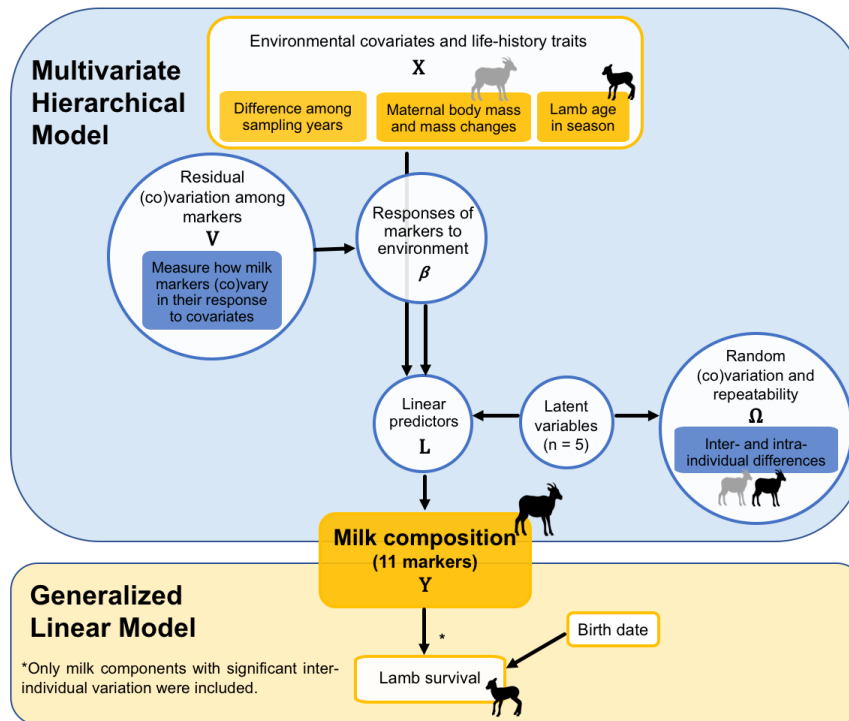 Multivariate
Hierarchical
Model
Environmental covariates and life-history traits
X
Difference among
sampling years
Maternal body mass
and mass changes
Lamb age
in season
Residual
(co)variation among
markers
V
Measure how milk
markers (co)vary
in their response
to covariates
Responses of
markers to
environment
β
Linear
predictors
L
Latent
variables
(n = 5)
Random
(co)variation and
repeatability
Ω
Inter- and intra-
individual differences
Milk composition
(11 markers)
Y
Generalized
Linear Model
*Only milk components with significant inter-
individual variation were included.
*
Birth date
Lamb survival